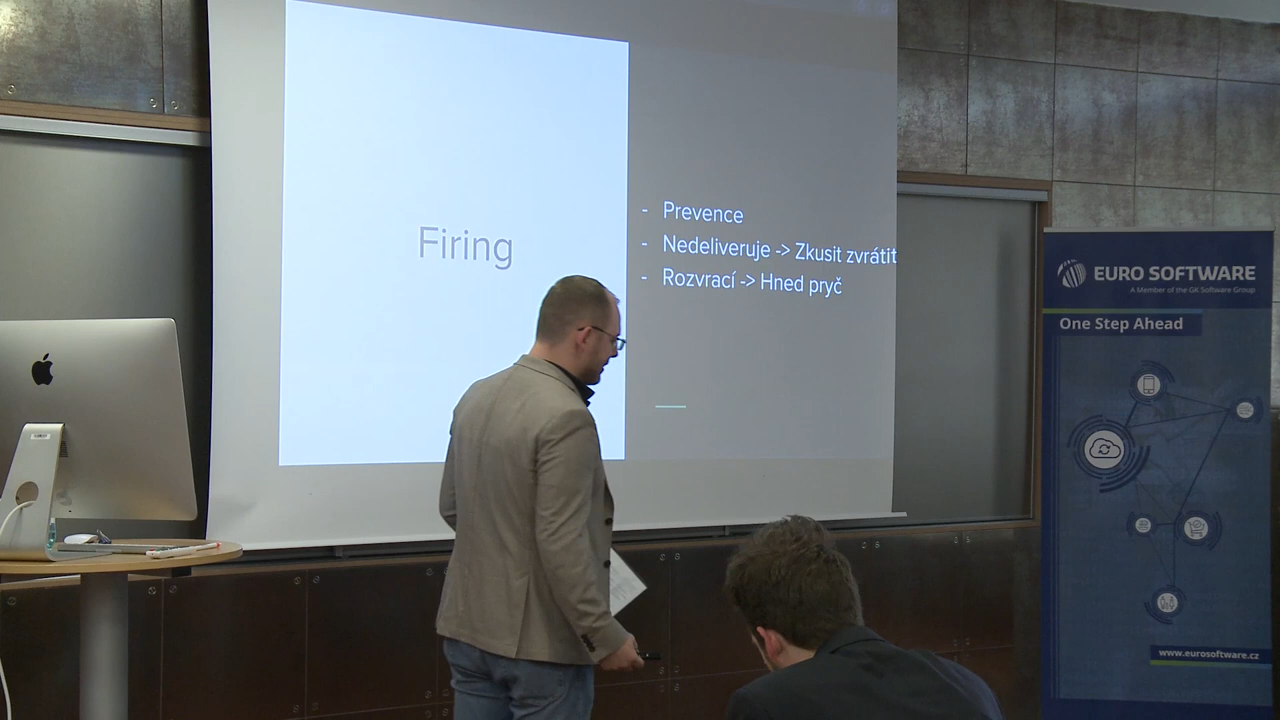 Firing
- Prevence
- Nedeliveruje -> Zkusit zvrátit
- Rozvrací -> Hned pryč
EURO SOFTWARE
A Member of the GK Software Group
One Step Ahead
www.eurosoftware.cz